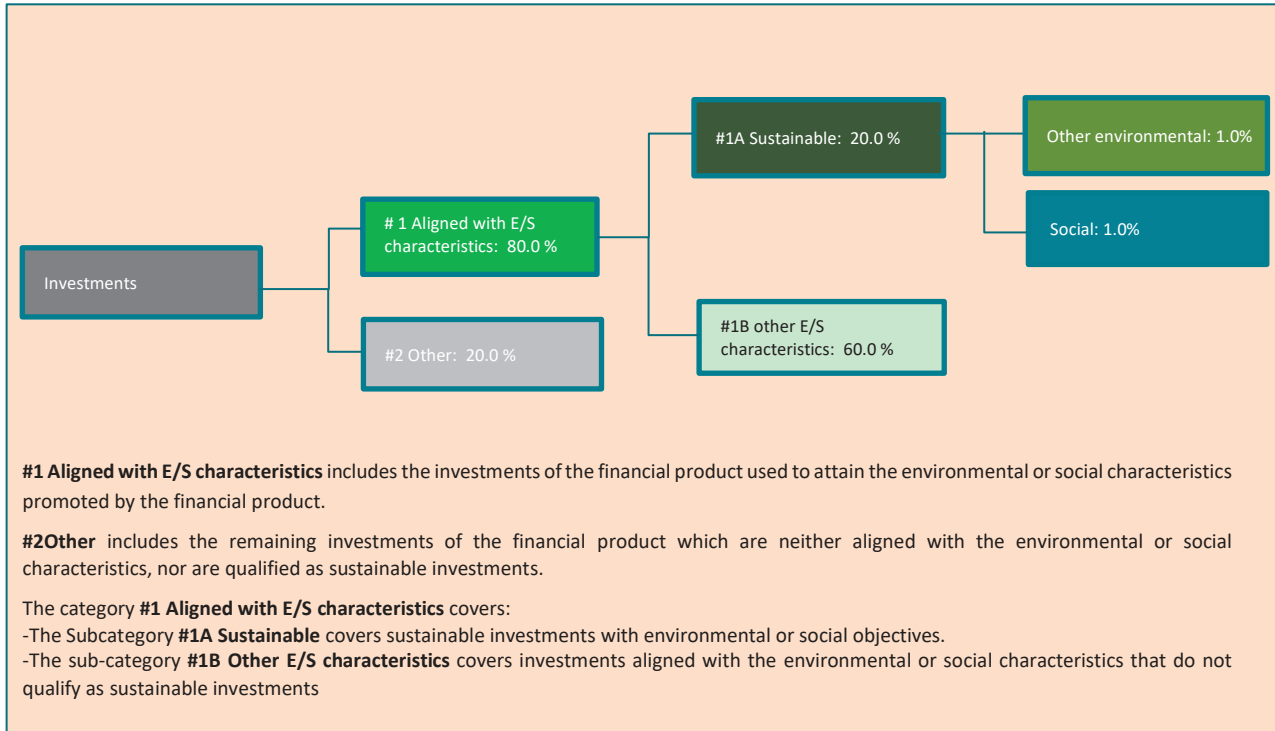 Investments
# 1 Aligned with E/S
characteristics: 80.0 %
#2 Other: 20.0 %
#1A Sustainable: 20.0 %
#1B other E/S
characteristics: 60.0 %
Other environmental: 1.0%
Social: 1.0%
#1 Aligned with E/S characteristics includes the investments of the financial product used to attain the environmental or social characteristics
promoted by the financial product.
#2Other includes the remaining investments of the financial product which are neither aligned with the environmental or social
characteristics, nor are qualified as sustainable investments.
The category #1 Aligned with E/S characteristics covers:
-The Subcategory #1A Sustainable covers sustainable investments with environmental or social objectives.
-The sub-category #1B Other E/S characteristics covers investments aligned with the environmental or social characteristics that do not
qualify as sustainable investments